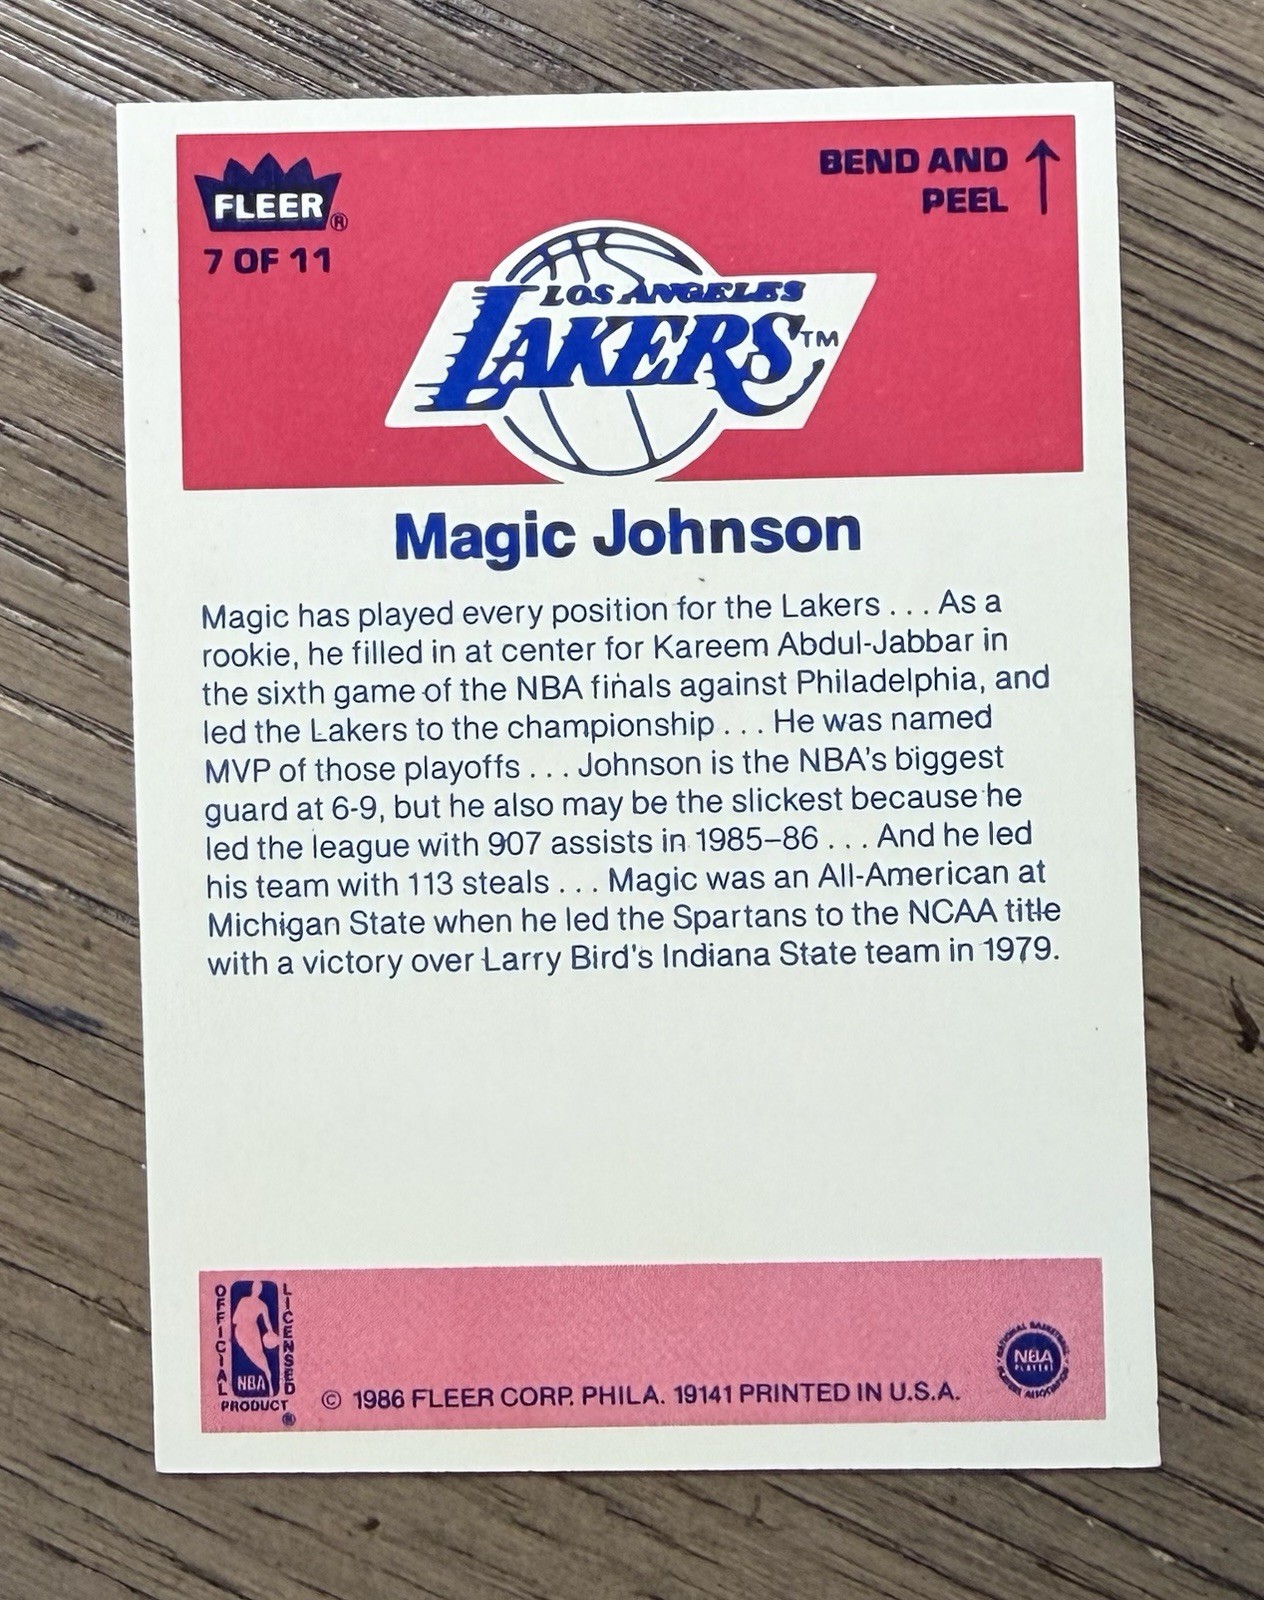 FLEER®
7 OF 11
BEND AND
PEEL
LOS ANGELES
LAKERS™
Magic Johnson
Magic has played every position for the Lakers . . . As a
rookie, he filled in at center for Kareem Abdul-Jabbar in
the sixth game of the NBA finals against Philadelphia, and
led the Lakers to the championship . . . He was named
MVP of those playoffs . . . Johnson is the NBA's biggest
guard at 6-9, but he also may be the slickest because he
led the league with 907 assists in 1985–86 . . . And he led
his team with 113 steals . . . Magic was an All-American at
Michigan State when he led the Spartans to the NCAA title
with a victory over Larry Bird's Indiana State team in 1979.
OFFICIAL
LICENSED
NBA
PRODUCT
®
© 1986 FLEER CORP. PHILA. 19141 PRINTED IN U.S.A.
NATIONAL BASKETBALL
NBA
PLAYERS
PLAYERS ASSOCIATION